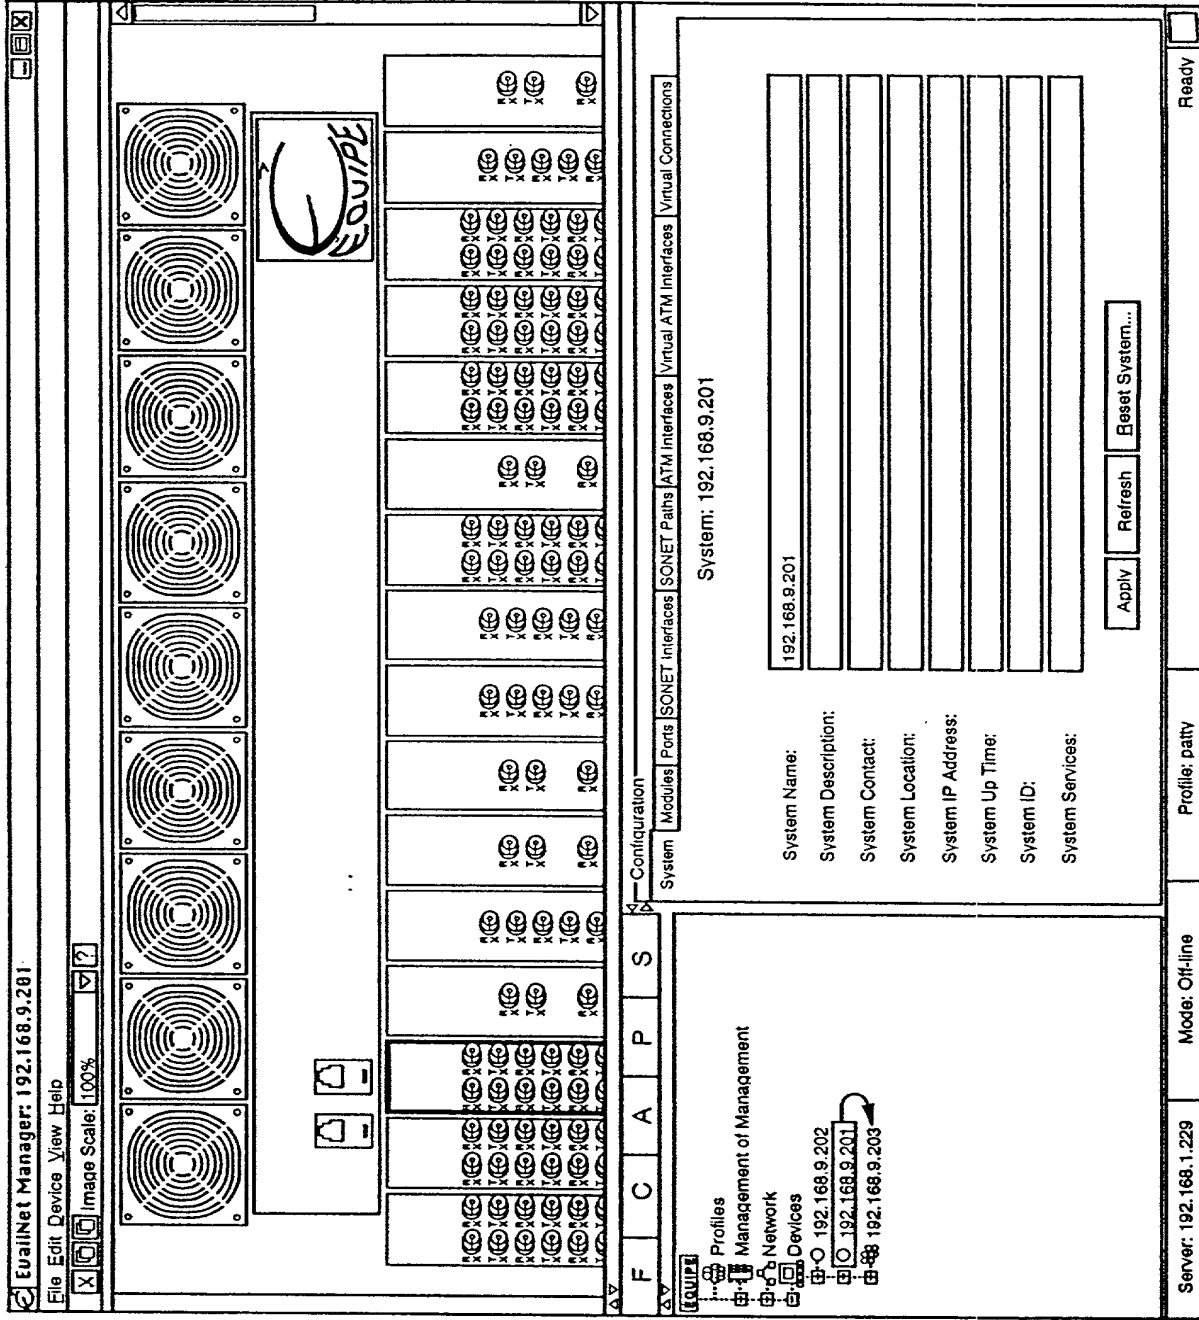 EuallNet Manager: 192.168.9.201
File Edit Device View Help
X Image Scale: 100% ?
EQUIPE
F C A P S
EQUIPE
Profiles
Management of Management
Network
Devices
192.168.9.202
192.168.9.201
192.168.9.203
Configuration
System Modules Ports SONET Interfaces SONET Paths ATM Interfaces Virtual ATM Interfaces Virtual Connections
System: 192.168.9.201
System Name: 192.168.9.201
System Description:
System Contact:
System Location:
System IP Address:
System Up Time:
System ID:
System Services:
Apply Refresh Reset System...
Server: 192.168.1.229 Mode: Off-line Profile: patty Ready